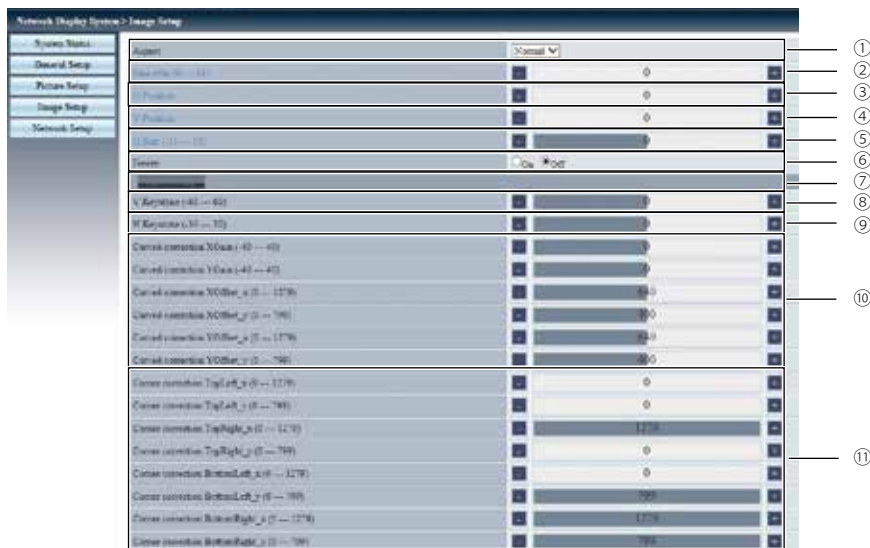 Network Display System > Image Setup
System Status
General Setup
Picture Setup
Image Setup
Network Setup
Aspect Normal ①
0 ②
H Position 0 ③
V Position 0 ④
0 ⑤
On Off ⑥
⑦
V Keystone (-40 — 40) 0 ⑧
H Keystone 0 ⑨
Curved correction XGain (-40 — 40) 0
Curved correction YGain (-40 — 40) 0
Curved correction XOffset_x (0 — 1279) 640
Curved correction XOffset_y (0 — 799) 400
Curved correction YOffset_x (0 — 1279) 640
Curved correction YOffset_y (0 — 799) 400
⑩
Corner correction TopLeft_x (0 — 1279) 0
Corner correction TopLeft_y (0 — 799) 0
Corner correction TopRight_x (0 — 1279) 1279
Corner correction TopRight_y (0 — 799) 0
Corner correction BottomLeft_x (0 — 1279) 0
Corner correction BottomLeft_y (0 — 799) 799
Corner correction BottomRight_x (0 — 1279) 1279
Corner correction BottomRight_y (0 — 799) 799
⑪